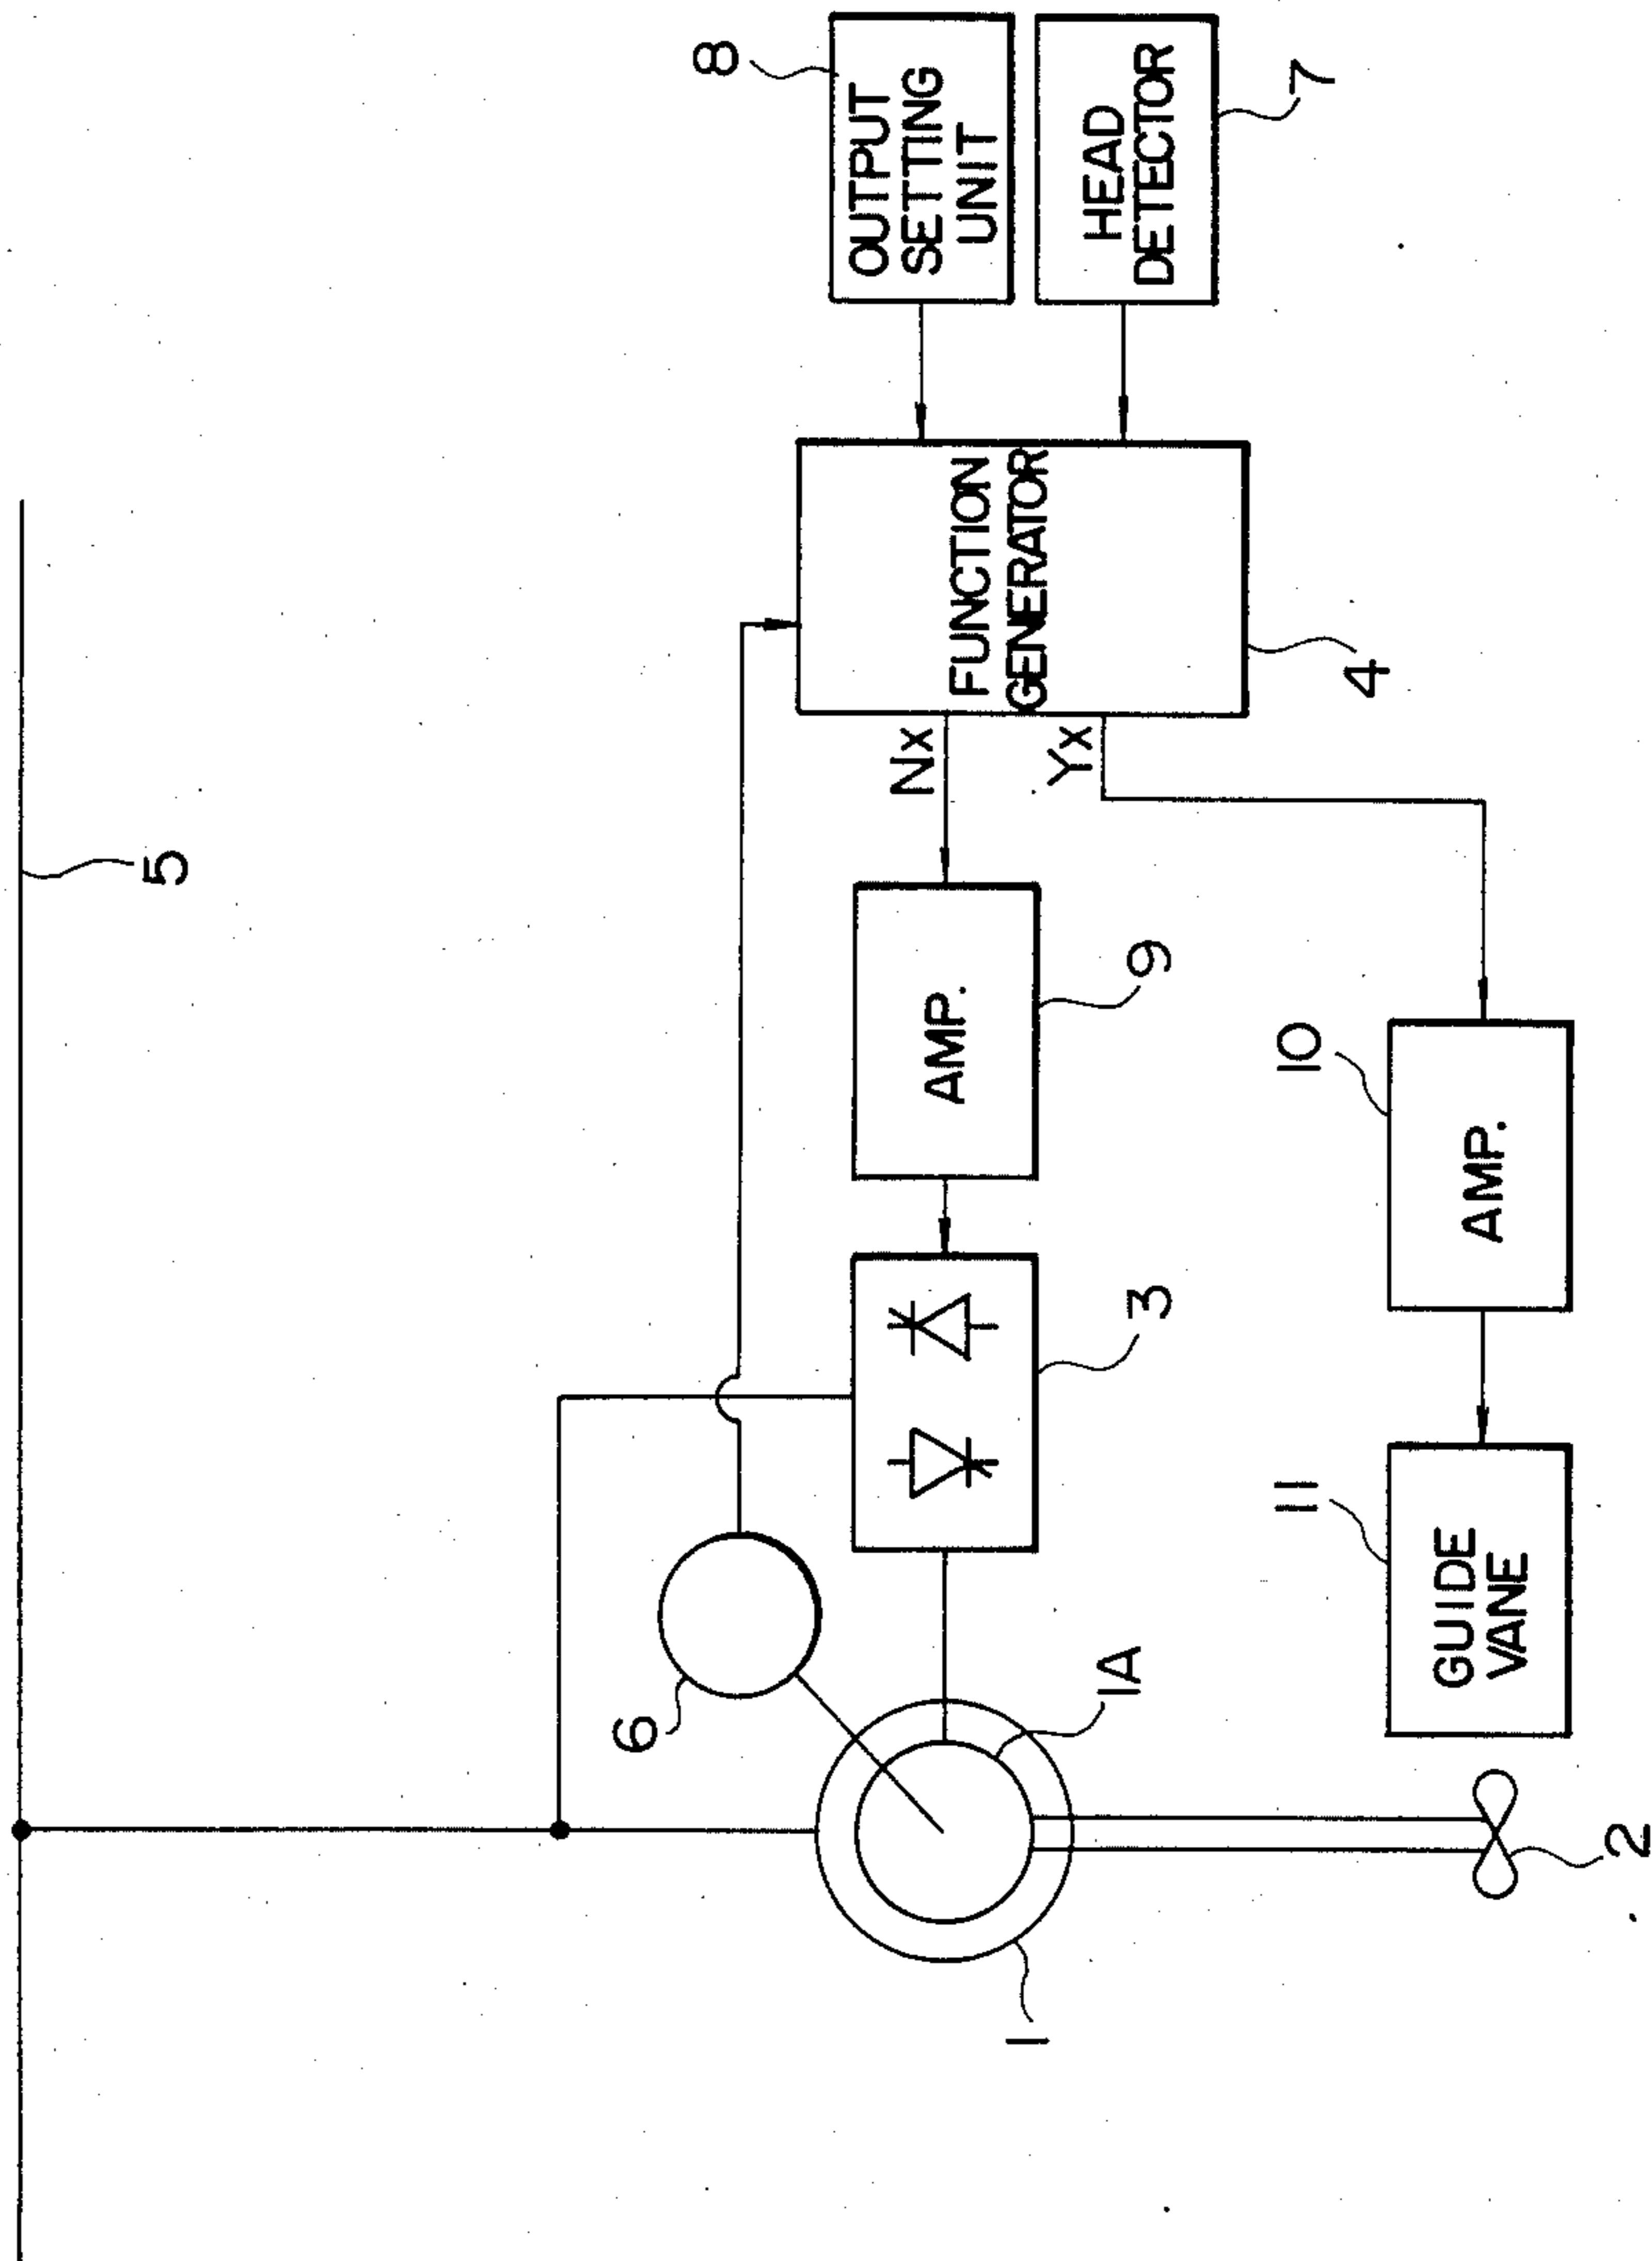 5
8
OUTPUT
SETTING
UNIT
HEAD
DETECTOR
7
FUNCTION
GENERATOR
4
Nx
Yx
AMP.
9
AMP.
10
3
GUIDE
VANE
11
6
1A
1
2